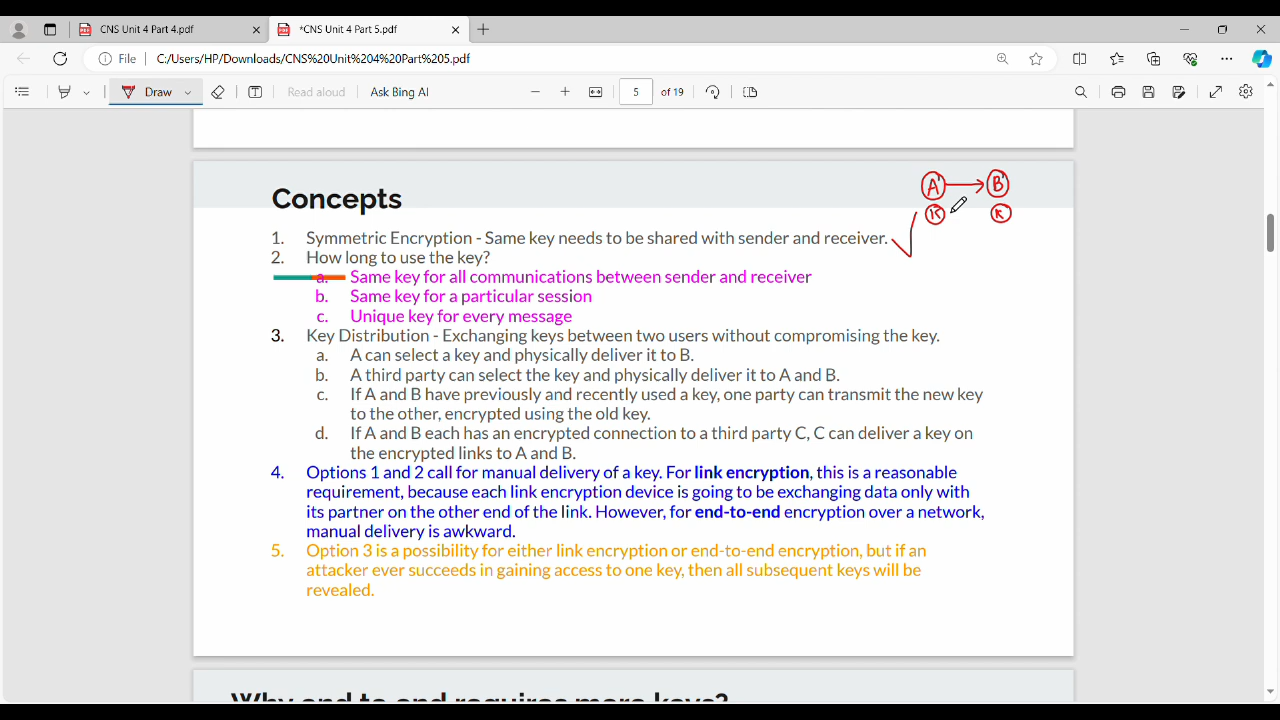 CNS Unit 4 Part 4.pdf
*CNS Unit 4 Part 5.pdf
File
C:/Users/HP/Downloads/CNS%20Unit%204%20Part%205.pdf
Draw
Read aloud
Ask Bing AI
5 of 19
A B
K K
Concepts
1. Symmetric Encryption - Same key needs to be shared with sender and receiver.
2. How long to use the key?
a. Same key for all communications between sender and receiver
b. Same key for a particular session
c. Unique key for every message
3. Key Distribution - Exchanging keys between two users without compromising the key.
a. A can select a key and physically deliver it to B.
b. A third party can select the key and physically deliver it to A and B.
c. If A and B have previously and recently used a key, one party can transmit the new key
to the other, encrypted using the old key.
d. If A and B each has an encrypted connection to a third party C, C can deliver a key on
the encrypted links to A and B.
4. Options 1 and 2 call for manual delivery of a key. For link encryption, this is a reasonable
requirement, because each link encryption device is going to be exchanging data only with
its partner on the other end of the link. However, for end-to-end encryption over a network,
manual delivery is awkward.
5. Option 3 is a possibility for either link encryption or end-to-end encryption, but if an
attacker ever succeeds in gaining access to one key, then all subsequent keys will be
revealed.
Why end to end requires more keys?